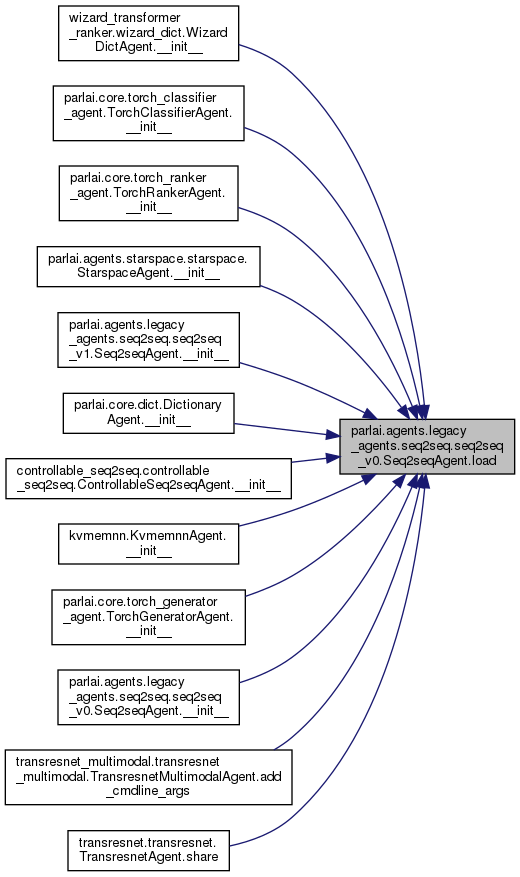 wizard_transformer
_ranker.wizard_dict.Wizard
DictAgent.__init__
parlai.core.torch_classifier
_agent.TorchClassifierAgent.
__init__
parlai.core.torch_ranker
_agent.TorchRankerAgent.
__init__
parlai.agents.starspace.starspace.
StarspaceAgent.__init__
parlai.agents.legacy
_agents.seq2seq.seq2seq
_v1.Seq2seqAgent.__init__
parlai.core.dict.Dictionary
Agent.__init__
controllable_seq2seq.controllable
_seq2seq.ControllableSeq2seqAgent.__init__
kvmemnn.KvmemnnAgent.
__init__
parlai.core.torch_generator
_agent.TorchGeneratorAgent.
__init__
parlai.agents.legacy
_agents.seq2seq.seq2seq
_v0.Seq2seqAgent.__init__
transresnet_multimodal.transresnet
_multimodal.TransresnetMultimodalAgent.add
_cmdline_args
transresnet.transresnet.
TransresnetAgent.share
parlai.agents.legacy
_agents.seq2seq.seq2seq
_v0.Seq2seqAgent.load